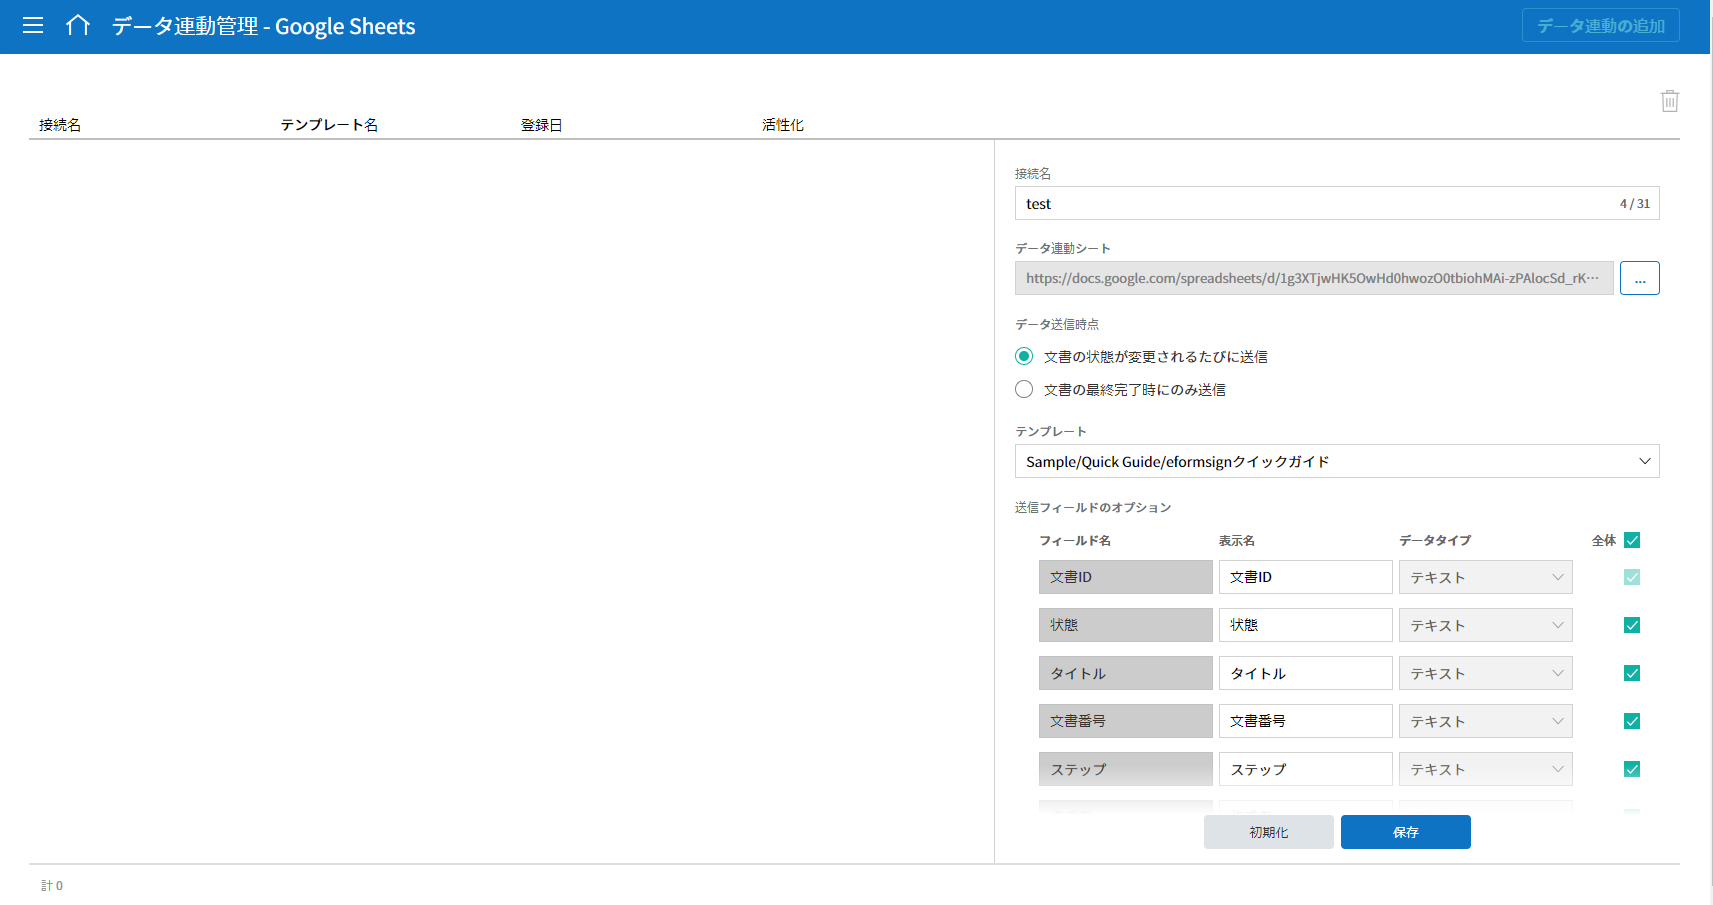 データ連動管理 - Google Sheets
データ連動の追加
接続名 テンプレート名 登録日 活性化
接続名
test 4 / 31
データ連動シート
https://docs.google.com/spreadsheets/d/1g3XTjwHK5OwHd0hwozO0tbiohMAi-zPAlocSd_rK… ...
データ送信時点
文書の状態が変更されるたびに送信
文書の最終完了時にのみ送信
テンプレート
Sample/Quick Guide/eformsignクイックガイド
送信フィールドのオプション
フィールド名 表示名 データタイプ 全体
文書ID 文書ID テキスト
状態 状態 テキスト
タイトル タイトル テキスト
文書番号 文書番号 テキスト
ステップ ステップ テキスト
初期化 保存
計 0